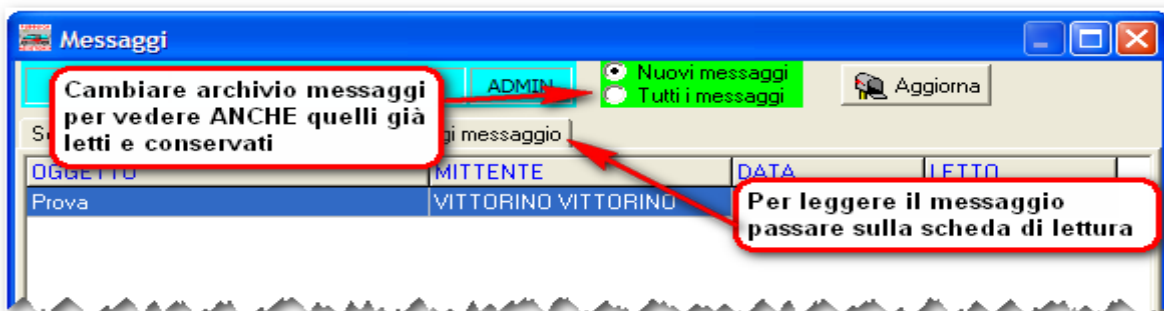 Messaggi
Cambiare archivio messaggi
per vedere ANCHE quelli già
letti e conservati
ADMIN
Nuovi messaggi
Tutti i messaggi
Aggiorna
messaggio
OGGETTO MITTENTE DATA LETTO
Prova VITTORINO VITTORINO
Per leggere il messaggio
passare sulla scheda di lettura